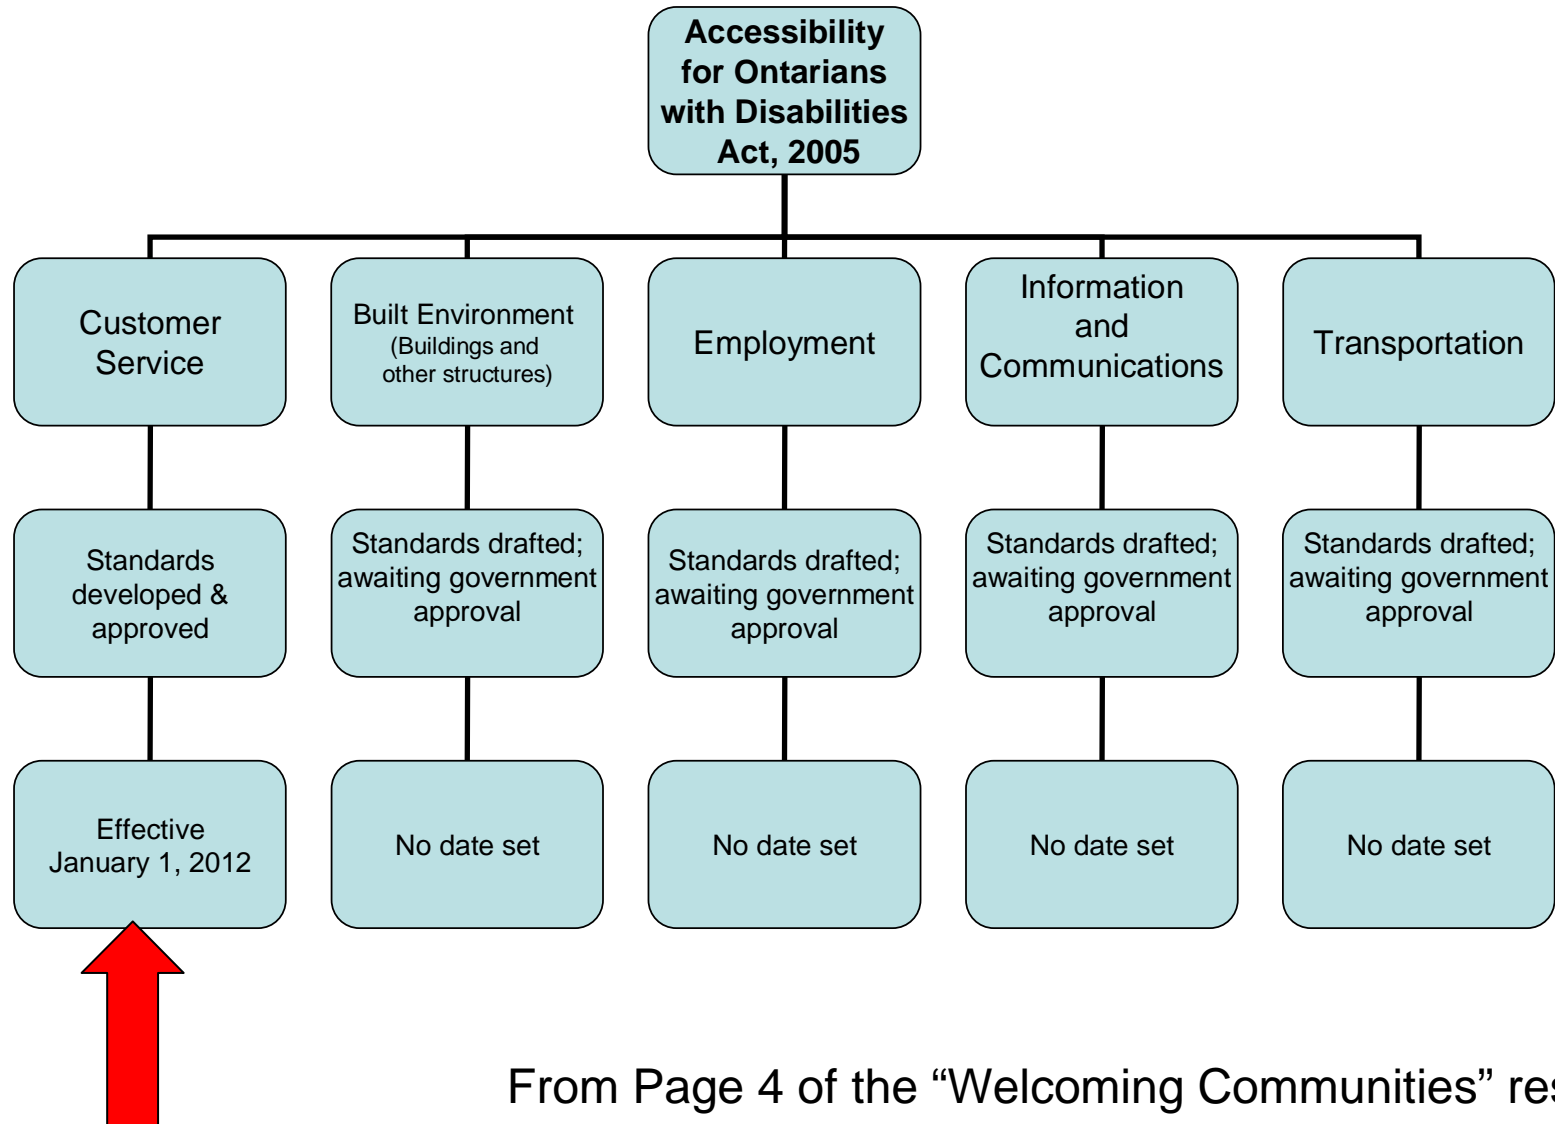 Accessibility
for Ontarians
with Disabilities
Act, 2005
Customer
Service
Built Environment
(Buildings and
other structures)
Employment
Information
and
Communications
Transportation
Standards
developed &
approved
Standards drafted;
awaiting government
approval
Standards drafted;
awaiting government
approval
Standards drafted;
awaiting government
approval
Standards drafted;
awaiting government
approval
Effective
January 1, 2012
No date set
No date set
No date set
No date set
From Page 4 of the “Welcoming Communities”